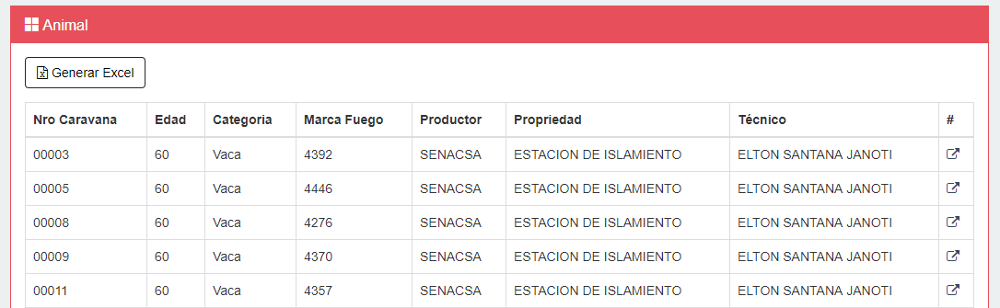 Animal
Generar Excel
Nro Caravana Edad Categoria Marca Fuego Productor Propriedad Técnico #
00003 60 Vaca 4392 SENACSA ESTACION DE ISLAMIENTO ELTON SANTANA JANOTI
00005 60 Vaca 4446 SENACSA ESTACION DE ISLAMIENTO ELTON SANTANA JANOTI
00008 60 Vaca 4276 SENACSA ESTACION DE ISLAMIENTO ELTON SANTANA JANOTI
00009 60 Vaca 4370 SENACSA ESTACION DE ISLAMIENTO ELTON SANTANA JANOTI
00011 60 Vaca 4357 SENACSA ESTACION DE ISLAMIENTO ELTON SANTANA JANOTI